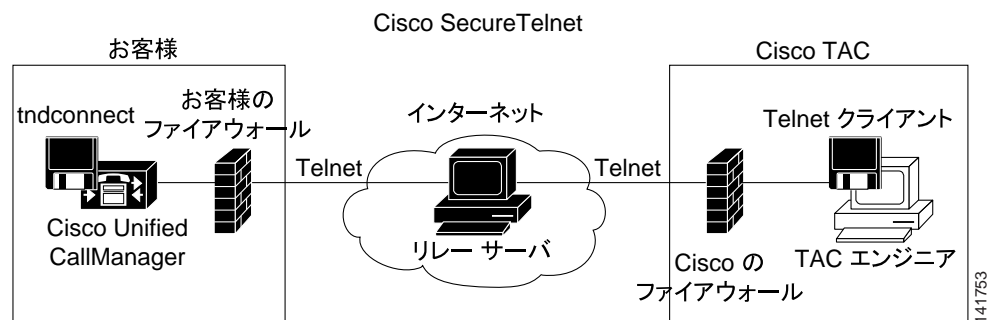 Cisco SecureTelnet
お客様
Cisco TAC
tndconnect
お客様の
ファイアウォール
インターネット
Telnet クライアント
Telnet
Telnet
Cisco Unified
CallManager
リレー サーバ
Cisco の
ファイアウォール
TAC エンジニア
141753